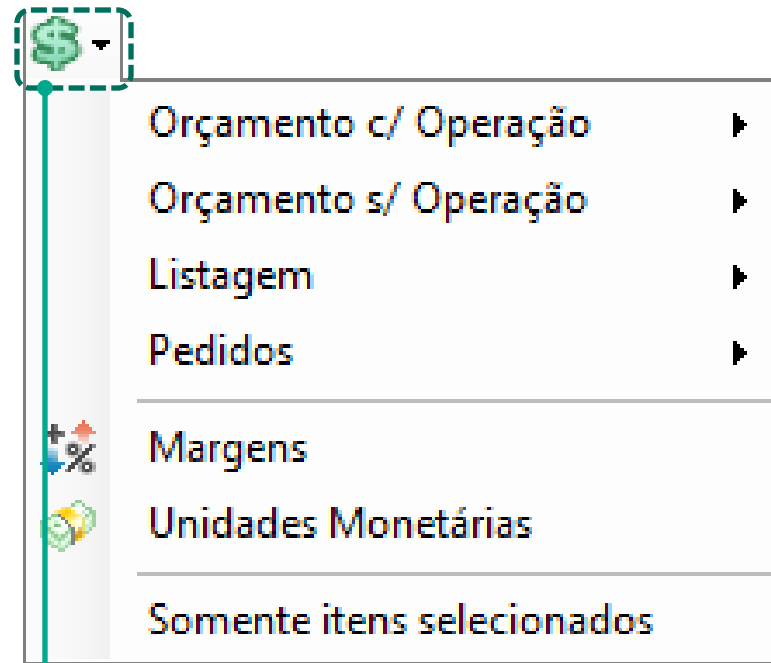 Orçamento c/ Operação
Orçamento s/ Operação
Listagem
Pedidos
Margens
Unidades Monetárias
Somente itens selecionados